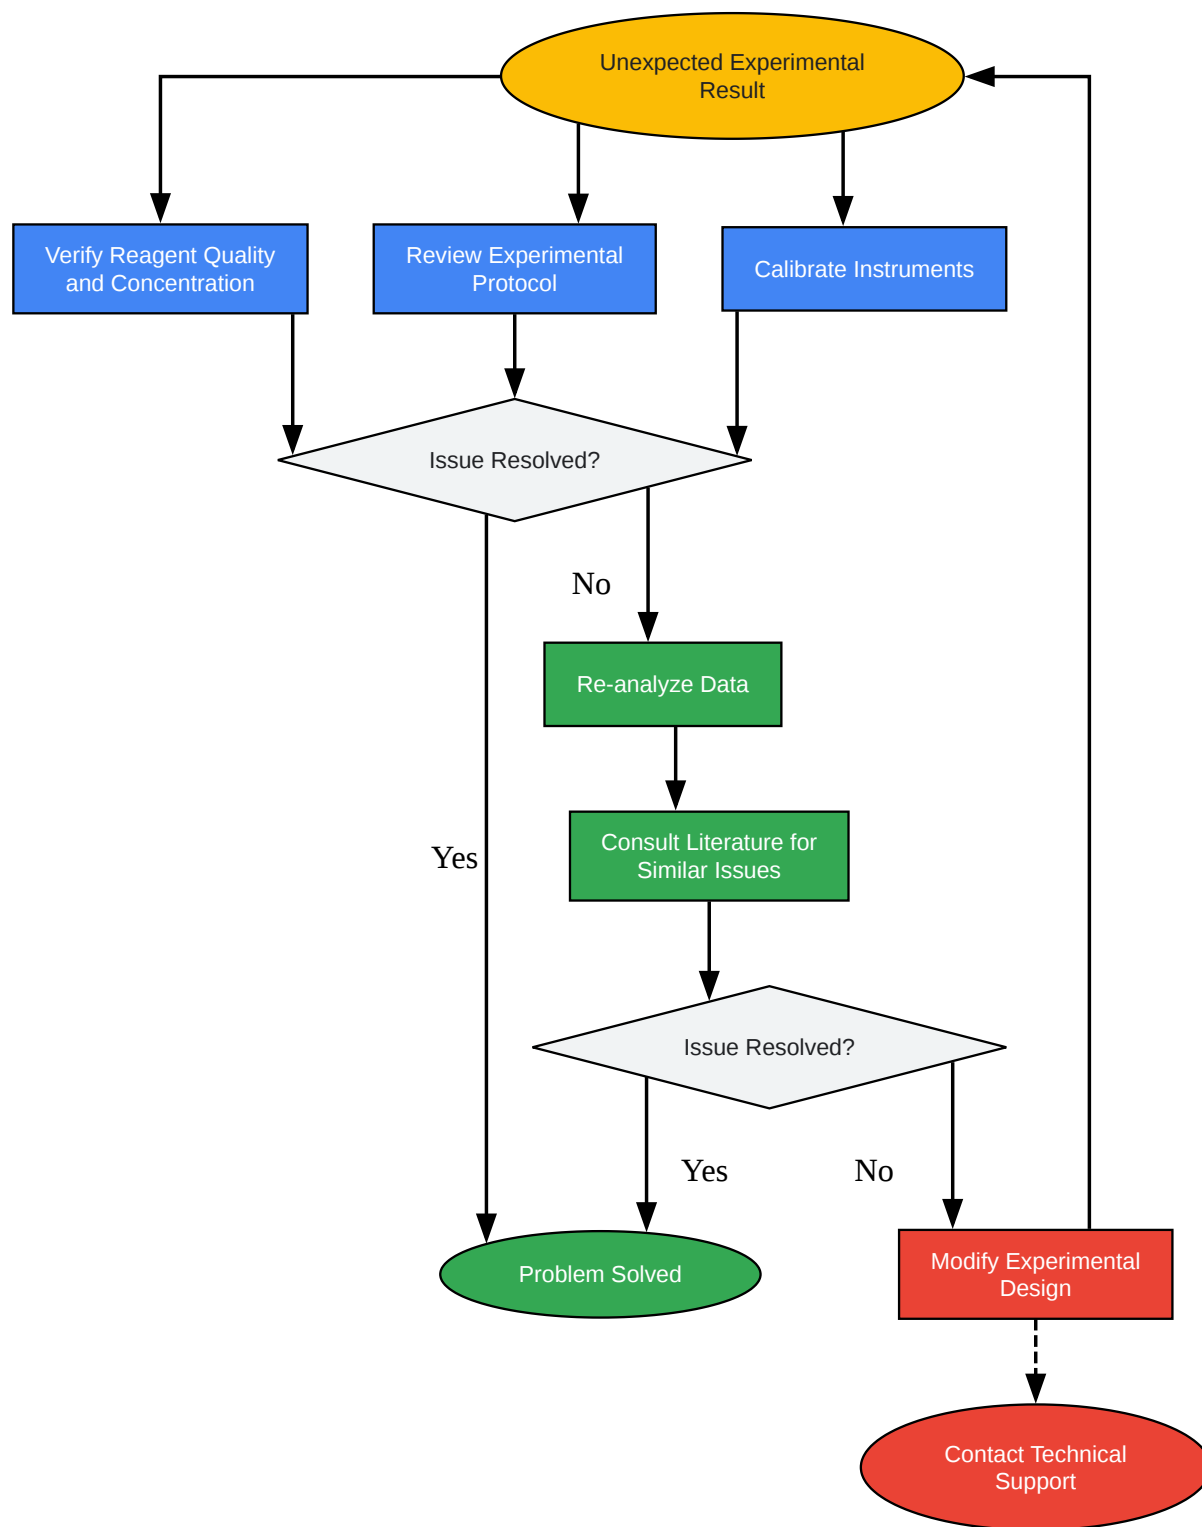 Unexpected Experimental
Result
Verify Reagent Quality
and Concentration
Review Experimental
Protocol
Calibrate Instruments
Issue Resolved?
No
Re-analyze Data
Yes
Consult Literature for
Similar Issues
Issue Resolved?
Yes
No
Problem Solved
Modify Experimental
Design
Contact Technical
Support